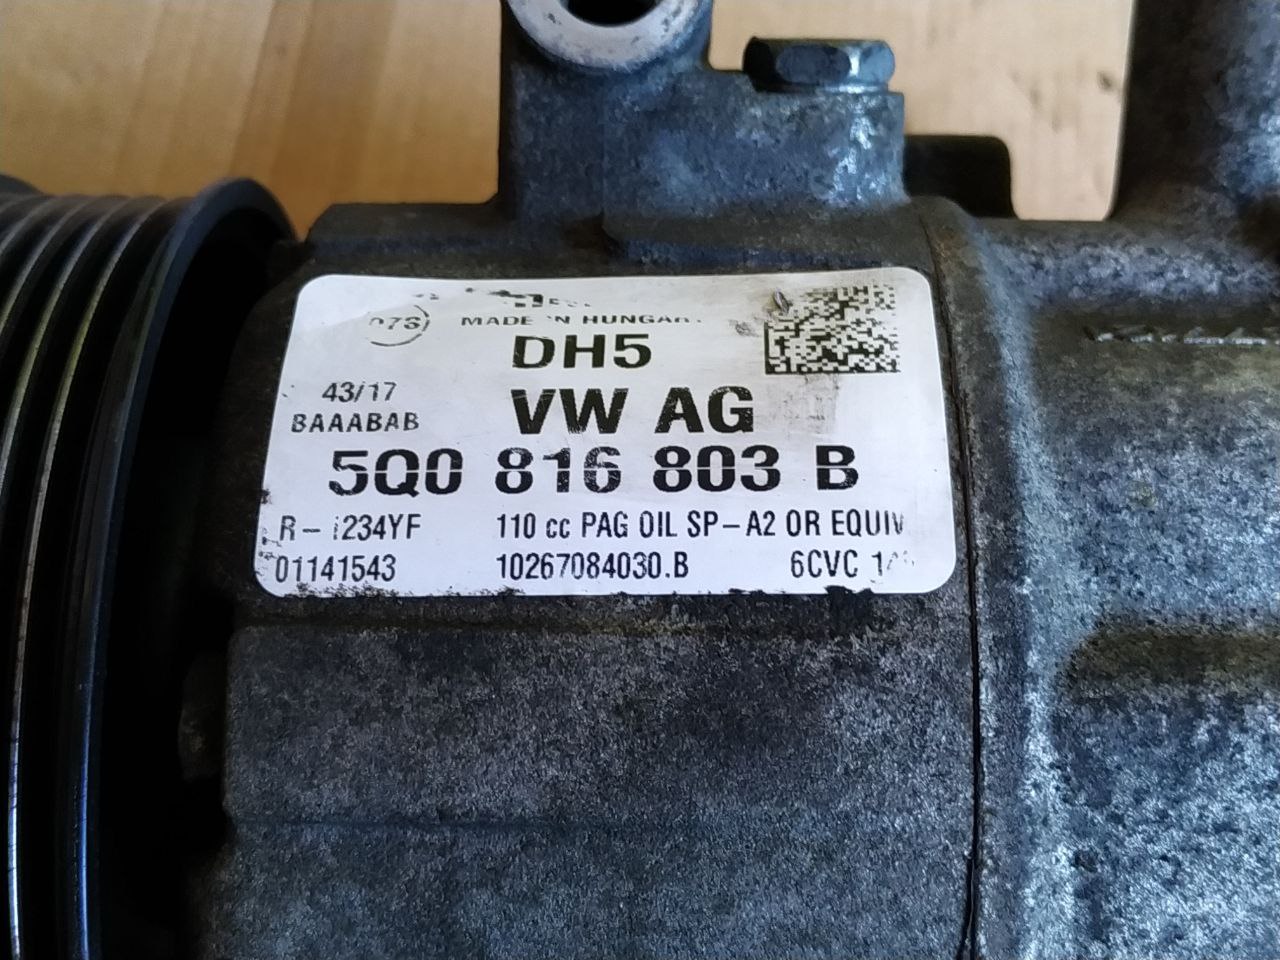 MADE IN HUNGARY
DH5
43/17
VW AG
BAAABAB
5Q0 816 803 B
R-1234YF 110 cc PAG OIL SP-A2 OR EQUIV
01141543 10267084030.B 6CVC